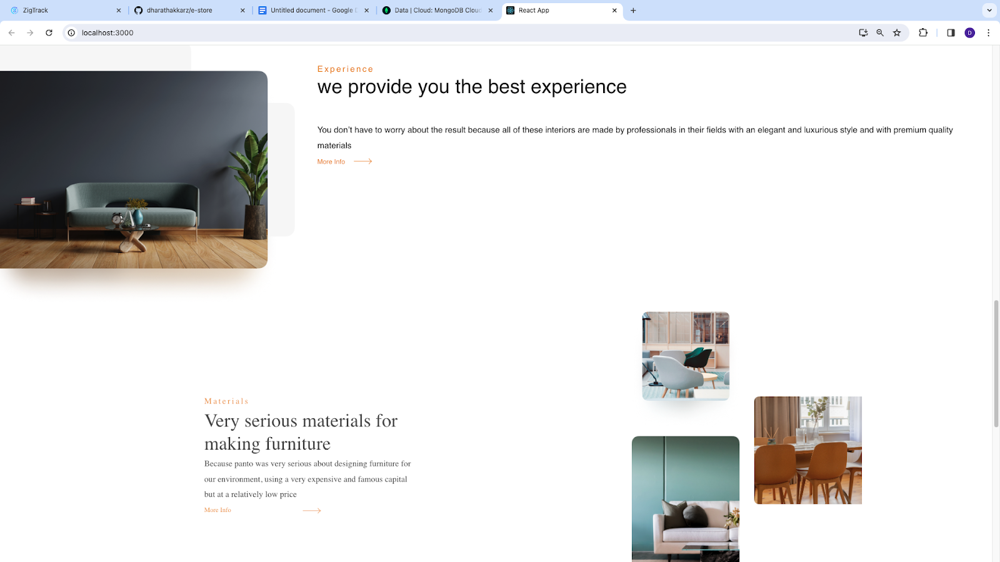 ZigTrack
dharathakkarz/e-store
Untitled document - Google D
Data | Cloud: MongoDB Cloud
React App
localhost:3000
D
Experience
we provide you the best experience
You don’t have to worry about the result because all of these interiors are made by professionals in their fields with an elegant and luxurious style and with premium quality
materials
More Info
Materials
Very serious materials for
making furniture
Because panto was very serious about designing furniture for
our environment, using a very expensive and famous capital
but at a relatively low price
More Info